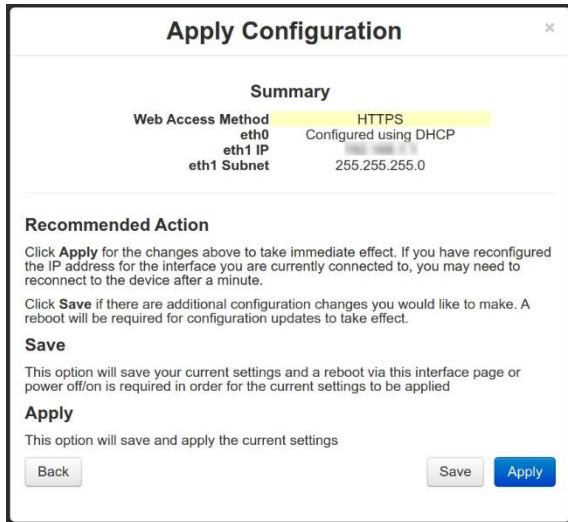 Apply Configuration ×
Summary
Web Access Method HTTPS
eth0 Configured using DHCP
eth1 IP
eth1 Subnet 255.255.255.0
Recommended Action
Click Apply for the changes above to take immediate effect. If you have reconfigured
the IP address for the interface you are currently connected to, you may need to
reconnect to the device after a minute.
Click Save if there are additional configuration changes you would like to make. A
reboot will be required for configuration updates to take effect.
Save
This option will save your current settings and a reboot via this interface page or
power off/on is required in order for the current settings to be applied
Apply
This option will save and apply the current settings
Back Save Apply